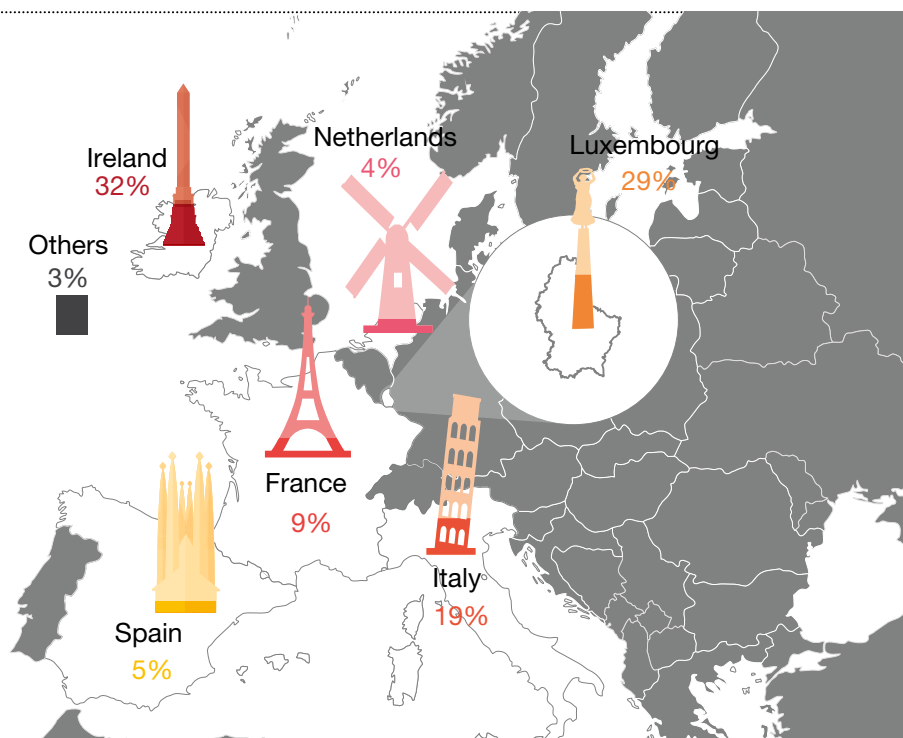 Netherlands
4%
Luxembourg
29%
Ireland
32%
Others
3%
France
9%
Italy
19%
Spain
5%